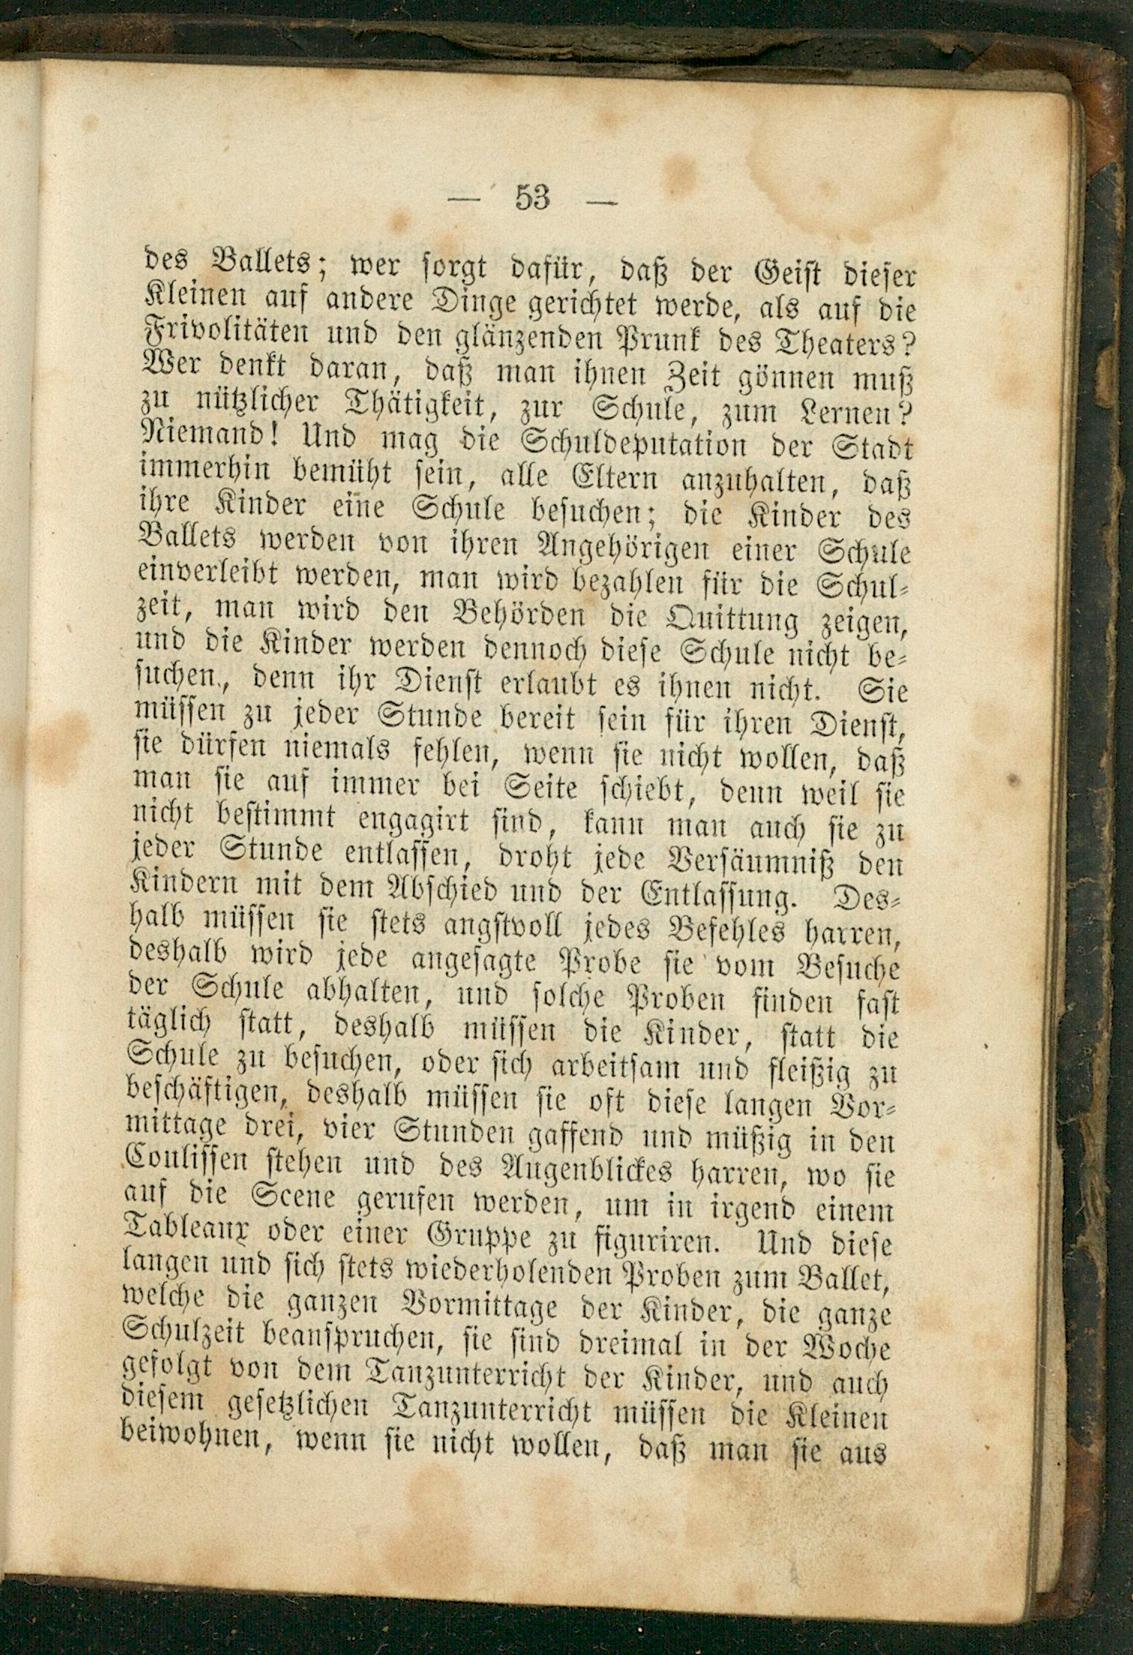 — 53 —
des Ballets; wer sorgt dafür, daß der Geist dieser
Kleinen auf andere Dinge gerichtet werde, als auf die
Frivolitäten und den glänzenden Prunk des Theaters?
Wer denkt daran, daß man ihnen Zeit gönnen muß
zu nützlicher Thätigkeit, zur Schule, zum Lernen?
Niemand! Und mag die Schuldeputation der Stadt
immerhin bemüht sein, alle Eltern anzuhalten, daß
ihre Kinder eine Schule besuchen; die Kinder des
Ballets werden von ihren Angehörigen einer Schule
einverleibt werden, man wird bezahlen für die Schul-
zeit, man wird den Behörden die Quittung zeigen,
und die Kinder werden dennoch diese Schule nicht be-
suchen, denn ihr Dienst erlaubt es ihnen nicht. Sie
müssen zu jeder Stunde bereit sein für ihren Dienst,
sie dürfen niemals fehlen, wenn sie nicht wollen, daß
man sie auf immer bei Seite schiebt, denn weil sie
nicht bestimmt engagirt sind, kann man auch sie zu
jeder Stunde entlassen, droht jede Versäumniß den
Kindern mit dem Abschied und der Entlassung. Des-
halb müssen sie stets angstvoll jedes Befehles harren,
deshalb wird jede angesagte Probe sie vom Besuche
der Schule abhalten, und solche Proben finden fast
täglich statt, deshalb müssen die Kinder, statt die
Schule zu besuchen, oder sich arbeitsam und fleißig zu
beschäftigen, deshalb müssen sie oft diese langen Vor-
mittage drei, vier Stunden gaffend und müßig in den
Coulissen stehen und des Augenblickes harren, wo sie
auf die Scene gerufen werden, um in irgend einem
Tableaux oder einer Gruppe zu figuriren. Und diese
langen und sich stets wiederholenden Proben zum Ballet,
welche die ganzen Vormittage der Kinder, die ganze
Schulzeit beanspruchen, sie sind dreimal in der Woche
gefolgt von dem Tanzunterricht der Kinder, und auch
diesem gesetzlichen Tanzunterricht müssen die Kleinen
beiwohnen, wenn sie nicht wollen, daß man sie aus